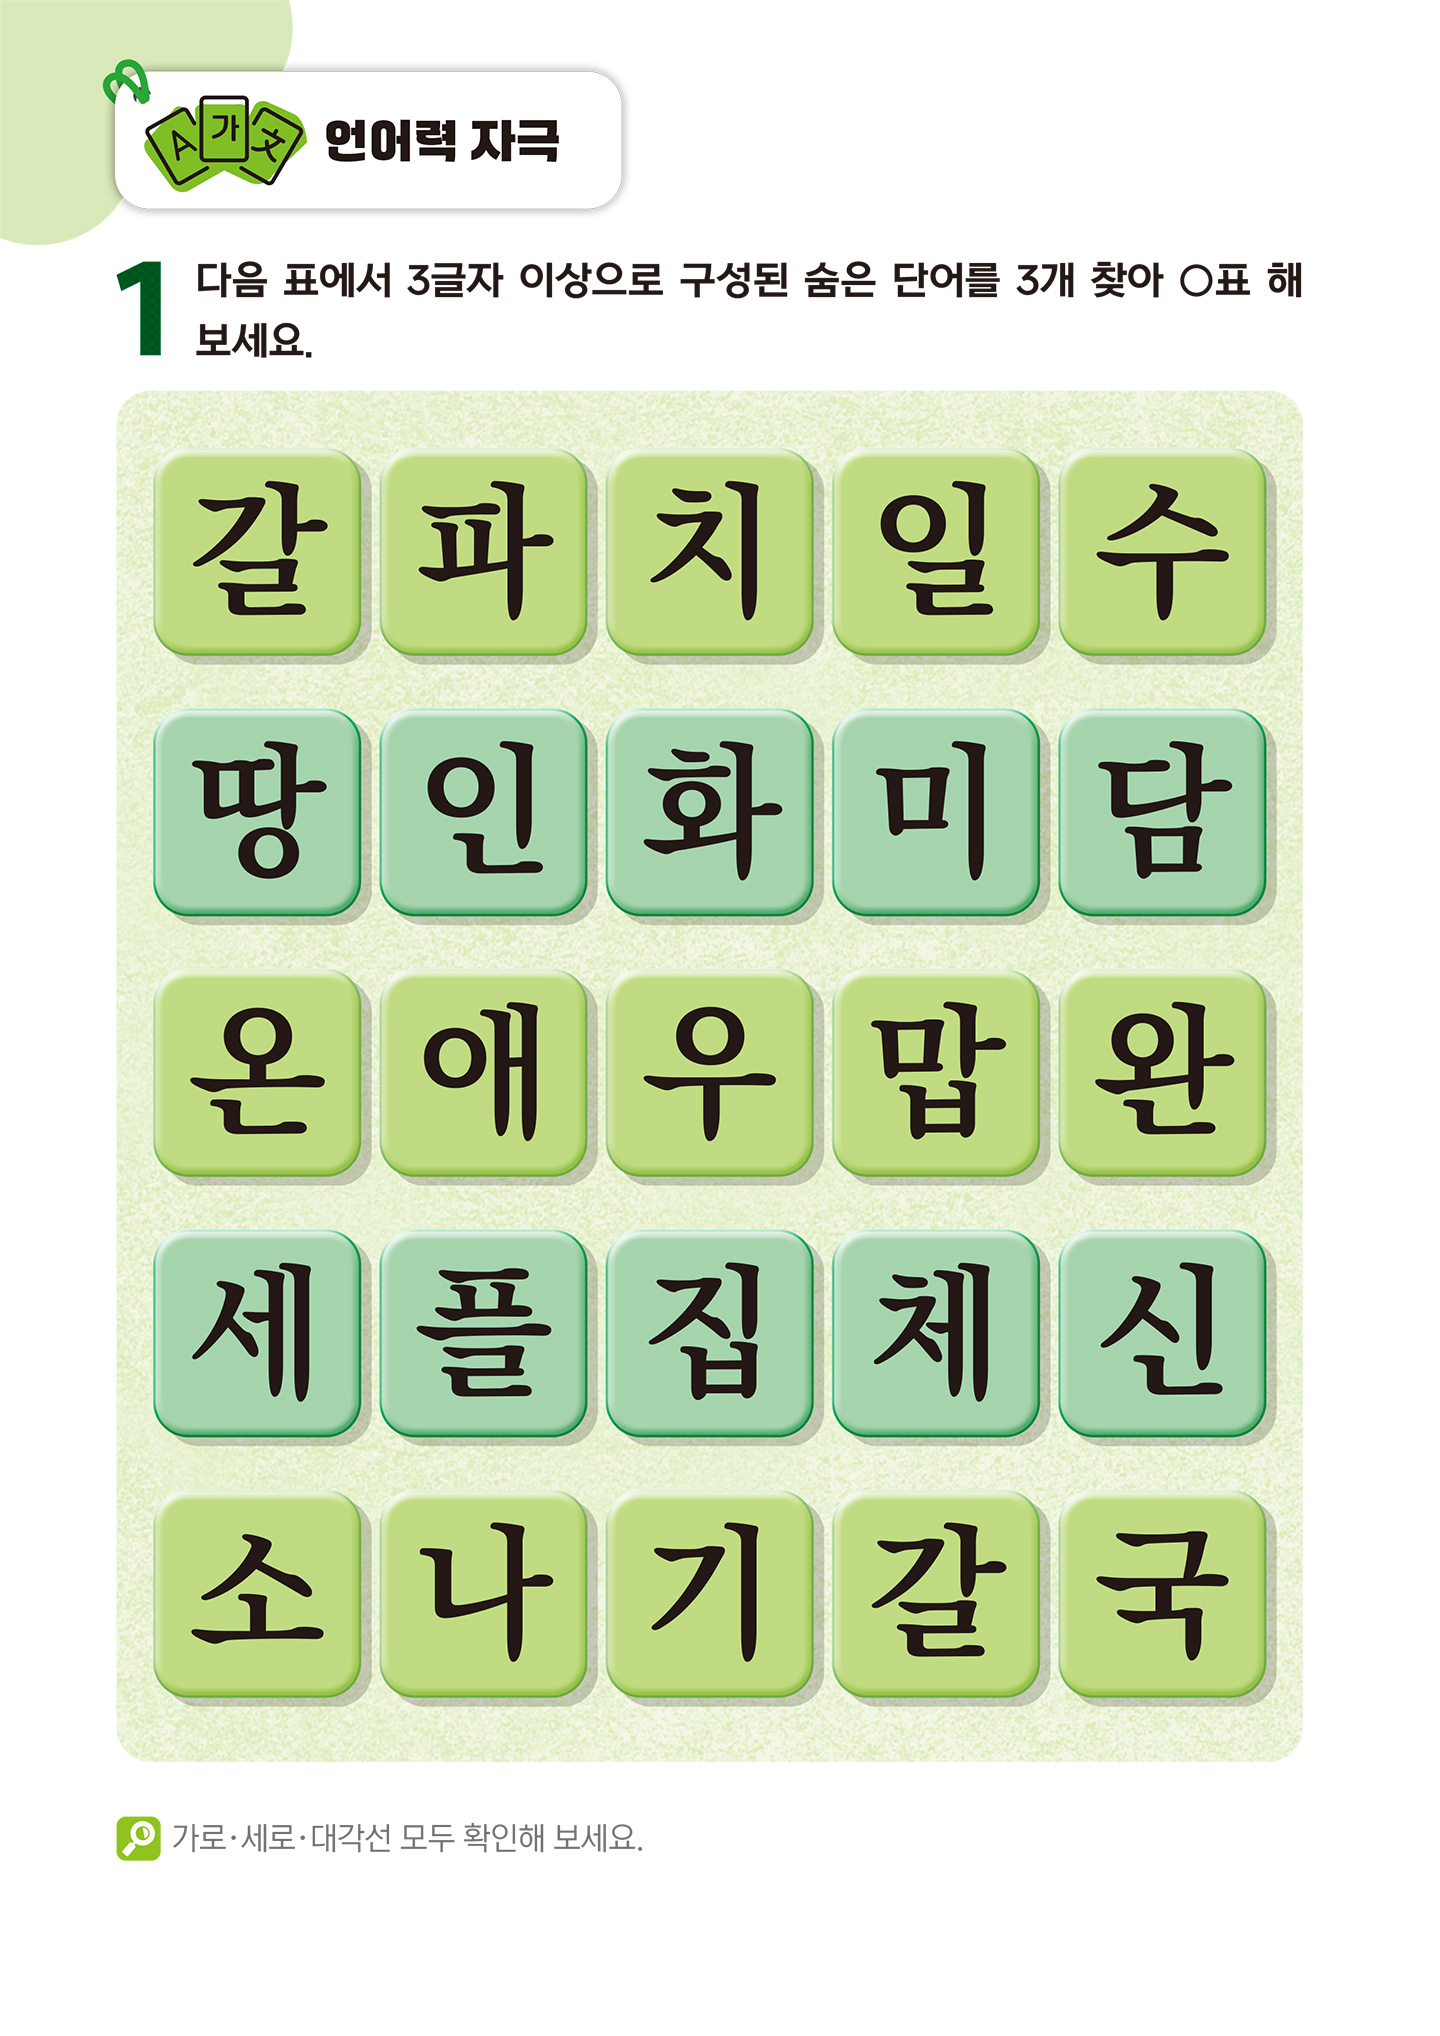 A 가 文
언어력 자극
1 다음 표에서 3글자 이상으로 구성된 숨은 단어를 3개 찾아 ○표 해
보세요.
갈 파 치 일 수
땅 인 화 미 담
온 애 우 맙 완
세 플 집 체 신
소 나 기 갈 국
가로·세로·대각선 모두 확인해 보세요.